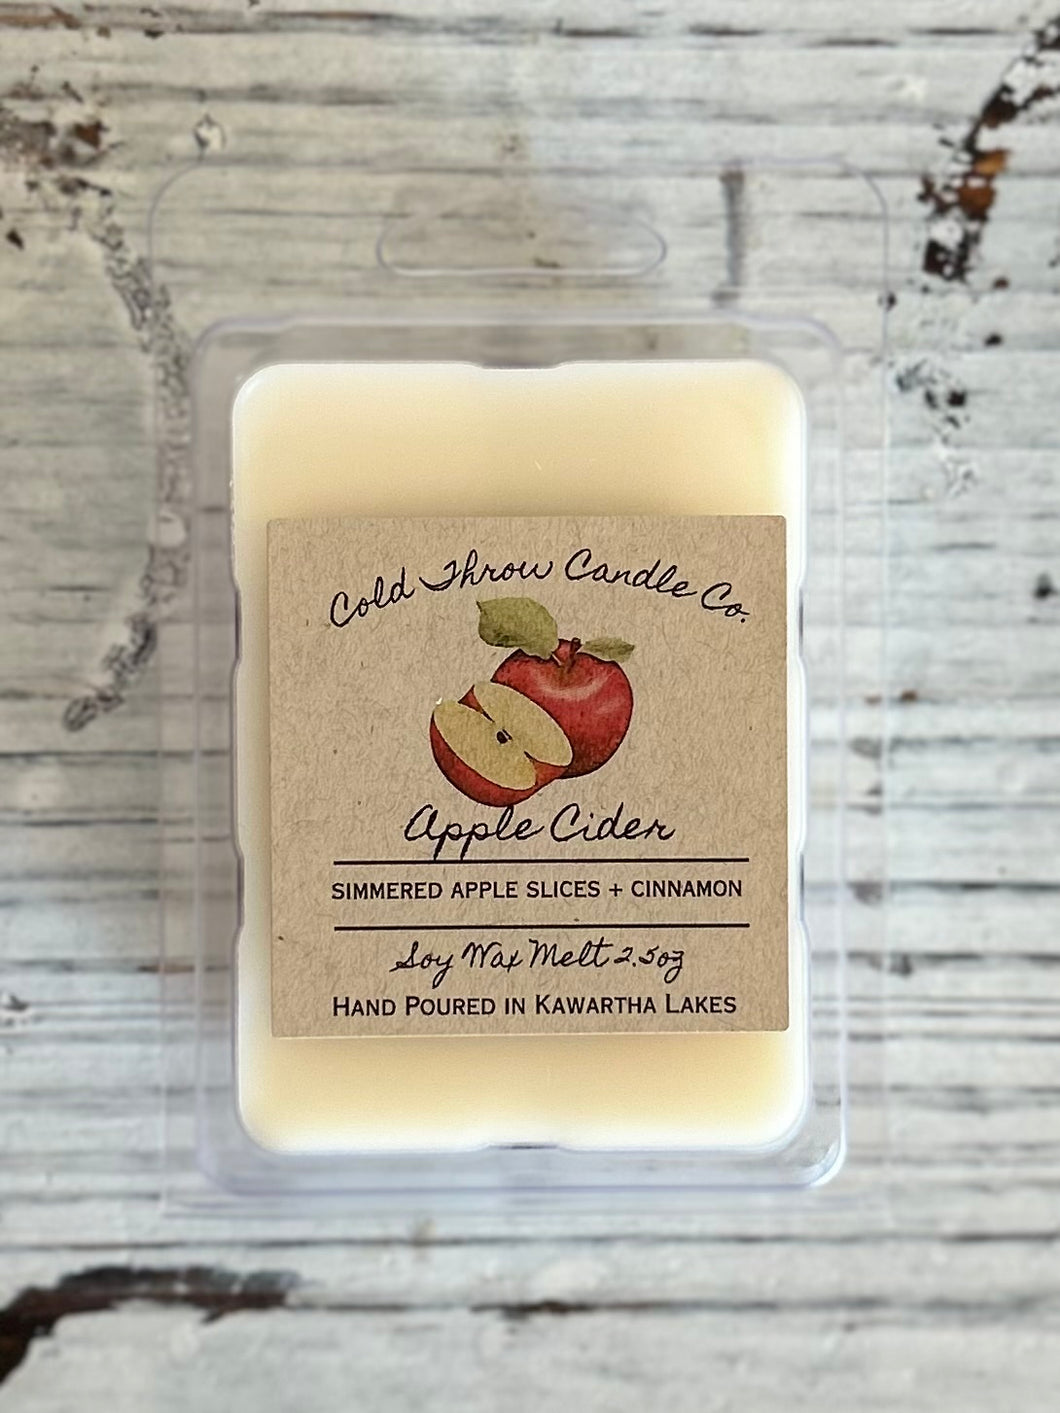 Cold Throw Candle Co.
Apple Cider
SIMMERED APPLE SLICES + CINNAMON
Soy Wax Melt 2.5oz
HAND POURED IN KAWARTHA LAKES